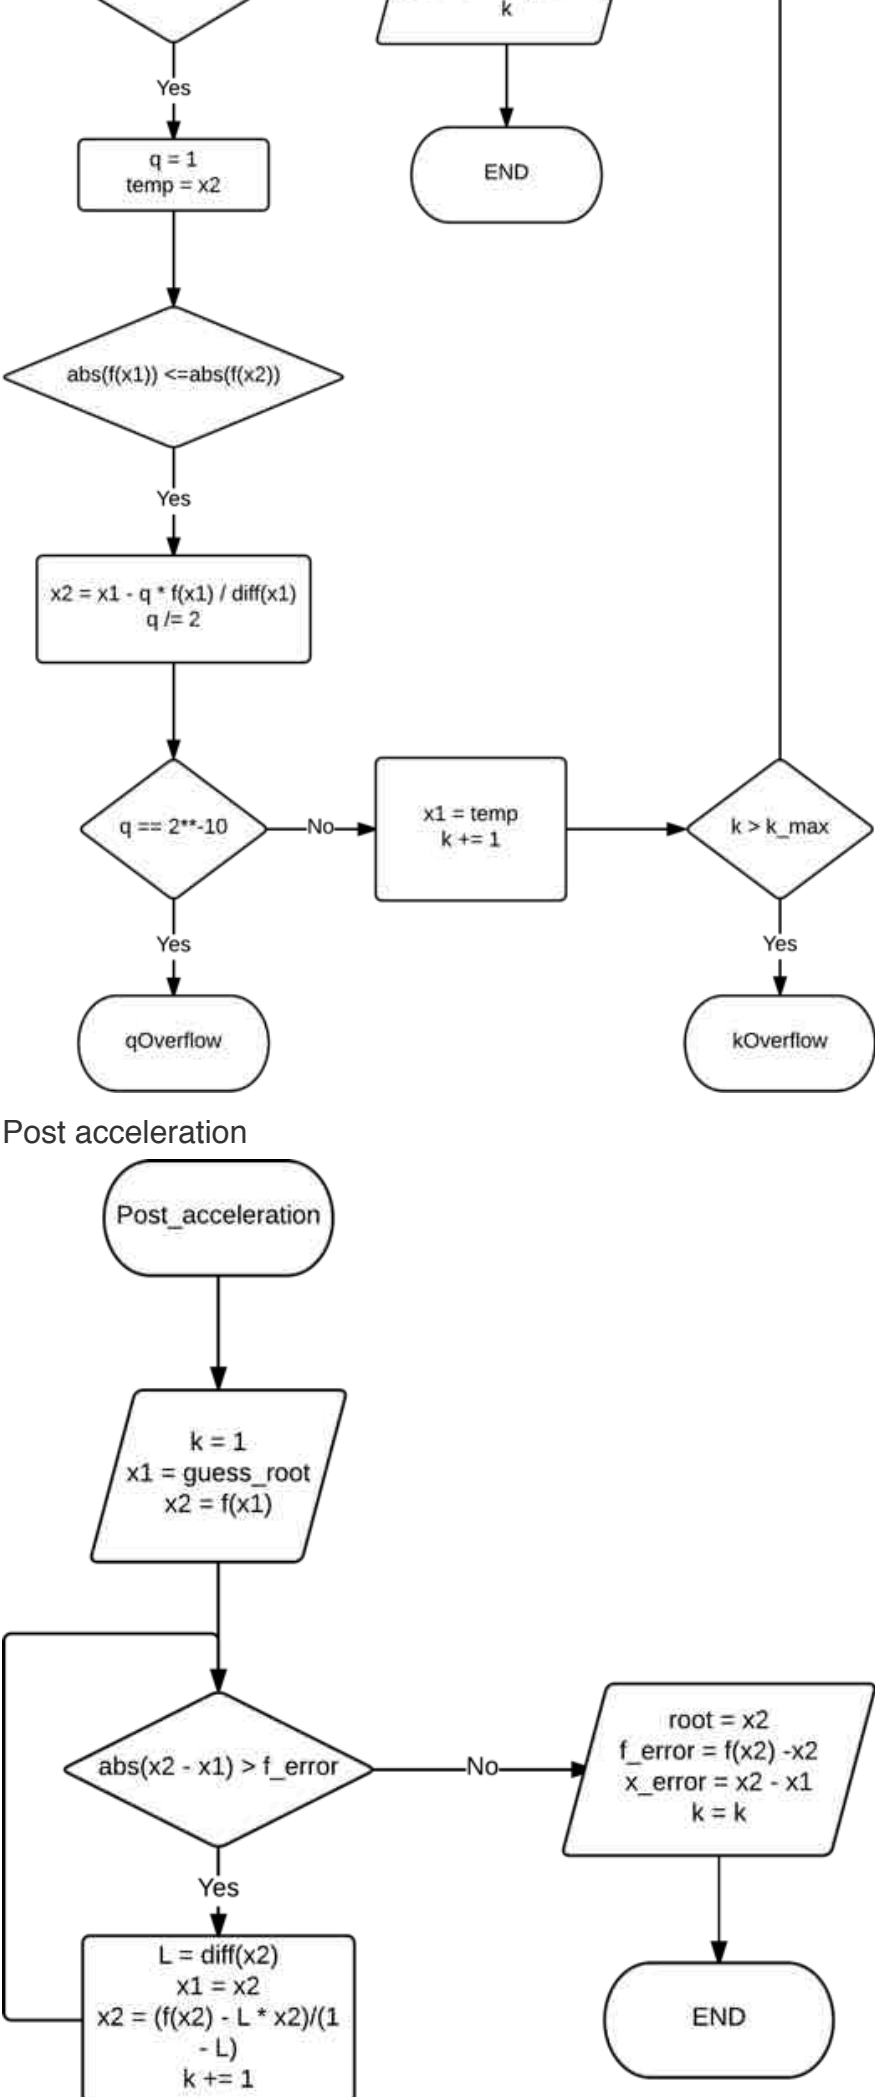 k
Yes
END
q = 1
temp = x2
abs(f(x1)) <=abs(f(x2))
Yes
x2 = x1 - q * f(x1) / diff(x1)
q /= 2
q == 2**-10
No
x1 = temp
k += 1
k > k_max
Yes
Yes
qOverflow
kOverflow
Post acceleration
Post_acceleration
k = 1
x1 = guess_root
x2 = f(x1)
abs(x2 - x1) > f_error
No
root = x2
f_error = f(x2) -x2
x_error = x2 - x1
k = k
Yes
L = diff(x2)
x1 = x2
x2 = (f(x2) - L * x2)/(1
- L)
k += 1
END